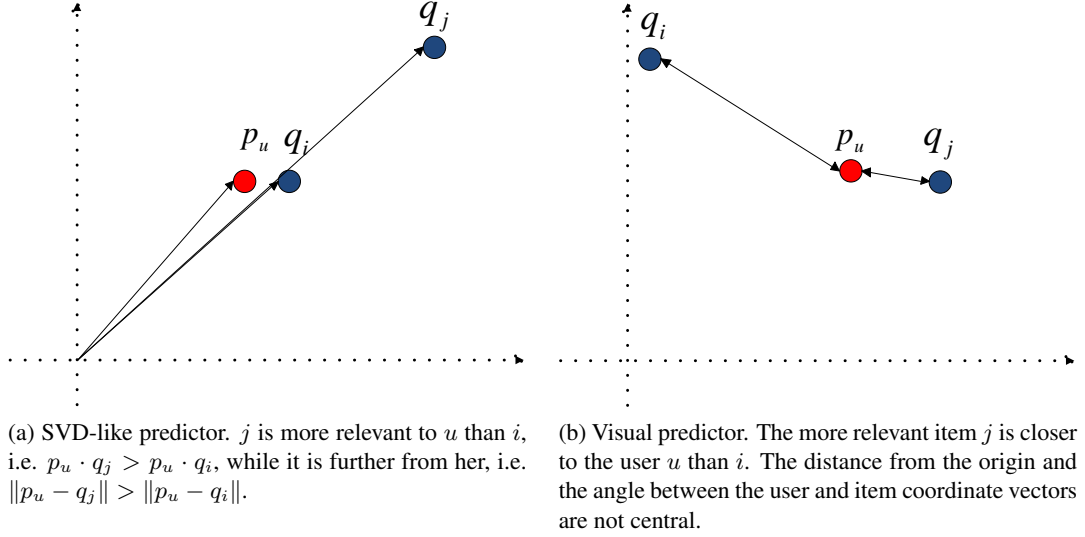 q_j
p_u q_i
q_i
p_u
q_j
(a) SVD-like predictor. j is more relevant to u than i,
i.e. p_u · q_j > p_u · q_i, while it is further from her, i.e.
‖p_u − q_j‖ > ‖p_u − q_i‖.
(b) Visual predictor. The more relevant item j is closer
to the user u than i. The distance from the origin and
the angle between the user and item coordinate vectors
are not central.